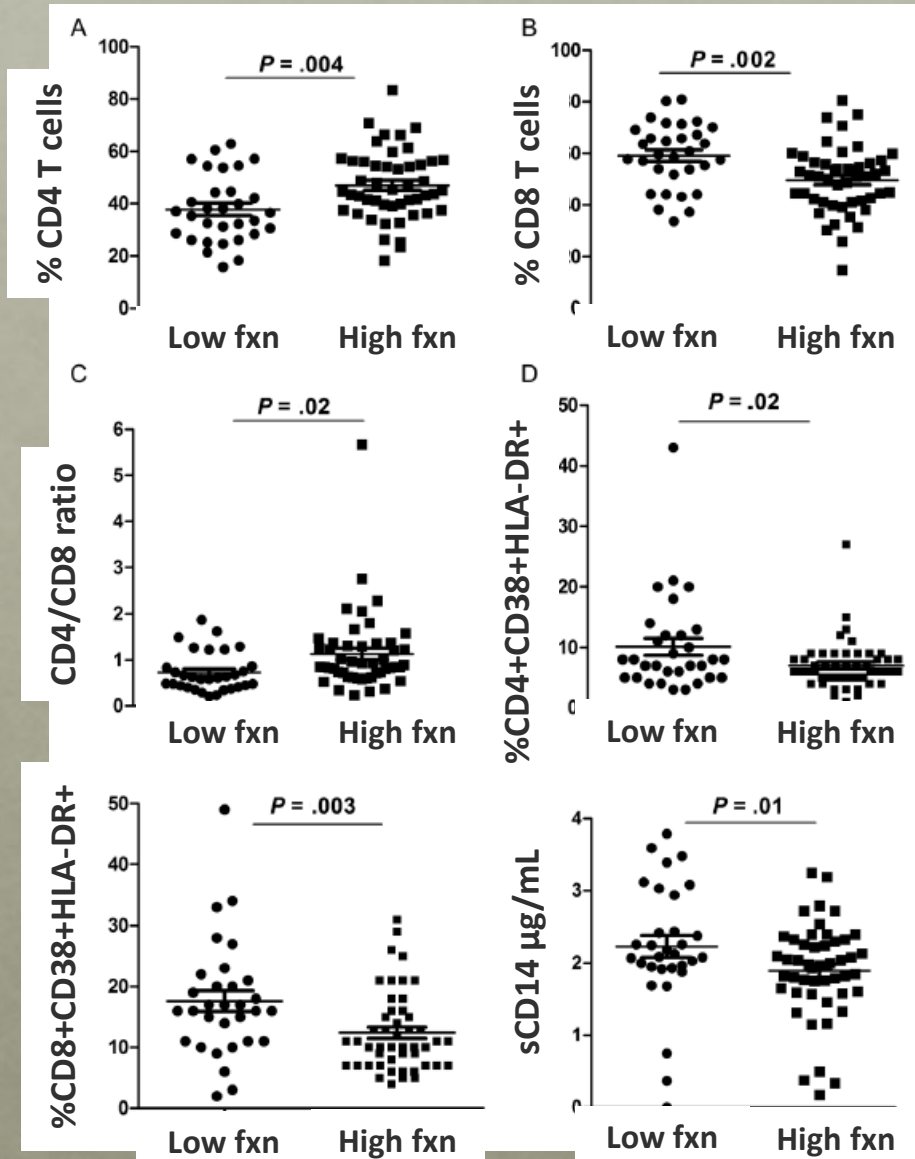 A
% CD4 T cells
100
80
60
40
20
0
P = .004
Low fxn
High fxn
B
% CD8 T cells
100
P = .002
Low fxn
High fxn
C
CD4/CD8 ratio
6
5
4
3
2
1
0
P = .02
Low fxn
High fxn
D
%CD4+CD38+HLA-DR+
50
40
30
20
10
0
P = .02
Low fxn
High fxn
%CD8+CD38+HLA-DR+
50
40
30
20
10
0
P = .003
Low fxn
High fxn
sCD14 µg/mL
4
3
2
1
P = .01
Low fxn
High fxn